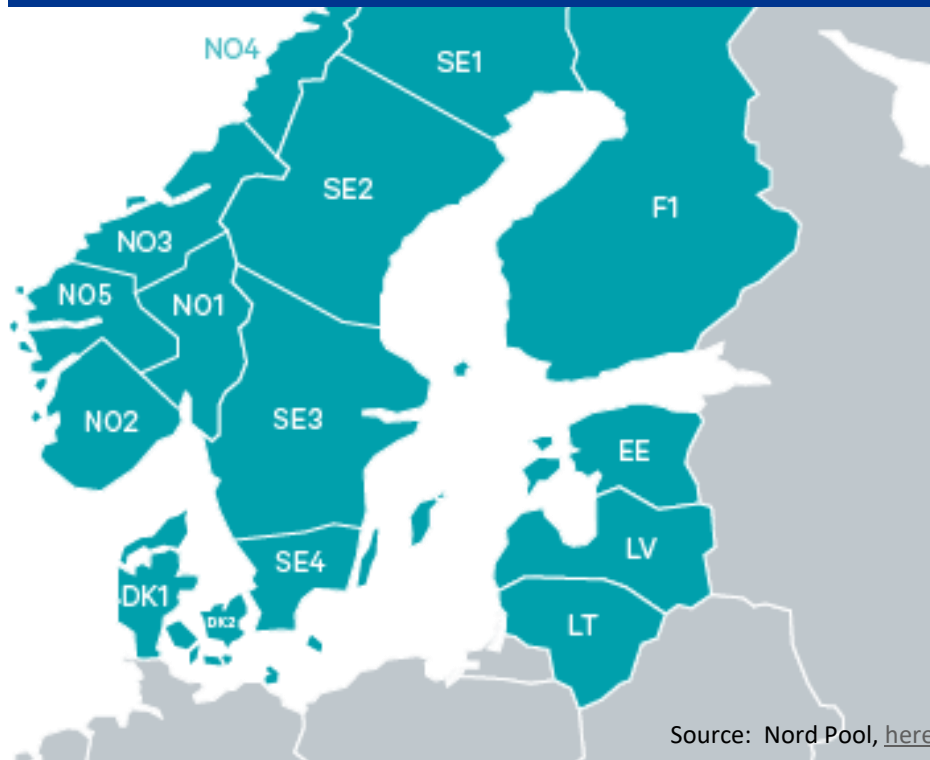 NO4
SE1
SE2
F1
NO3
NO5
NO1
NO2
SE3
EE
LV
SE4
DK1
DK2
LT
Source: Nord Pool, here